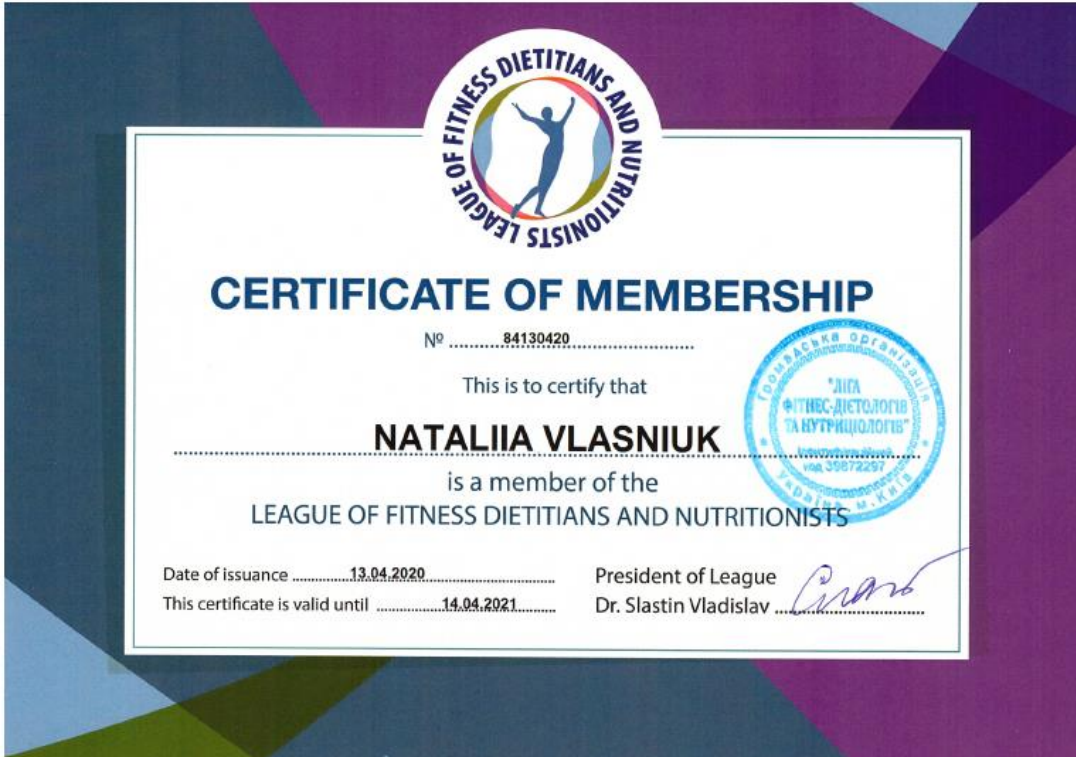 LEAGUE OF FITNESS DIETITIANS AND NUTRITIONISTS
CERTIFICATE OF MEMBERSHIP
№ 84130420
This is to certify that
NATALIIA VLASNIUK
is a member of the
LEAGUE OF FITNESS DIETITIANS AND NUTRITIONISTS
Date of issuance 13.04.2020
This certificate is valid until 14.04.2021
President of League
Dr. Slastin Vladislav
Громадська організація
"ЛІГА
ФІТНЕС-ДІЄТОЛОГІВ
ТА НУТРИЦІОЛОГІВ"
Ідентифікаційний
код 39872297
Україна м. Київ